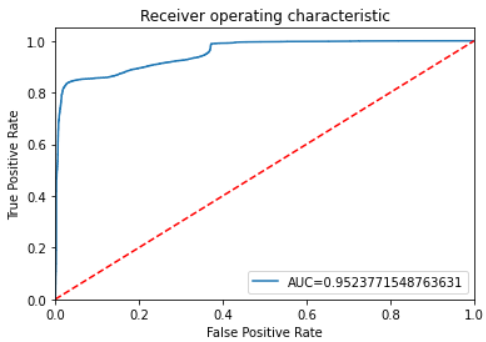 Receiver operating characteristic
True Positive Rate
1.0
0.8
0.6
0.4
0.2
0.0
AUC=0.9523771548763631
0.0 0.2 0.4 0.6 0.8 1.0
False Positive Rate